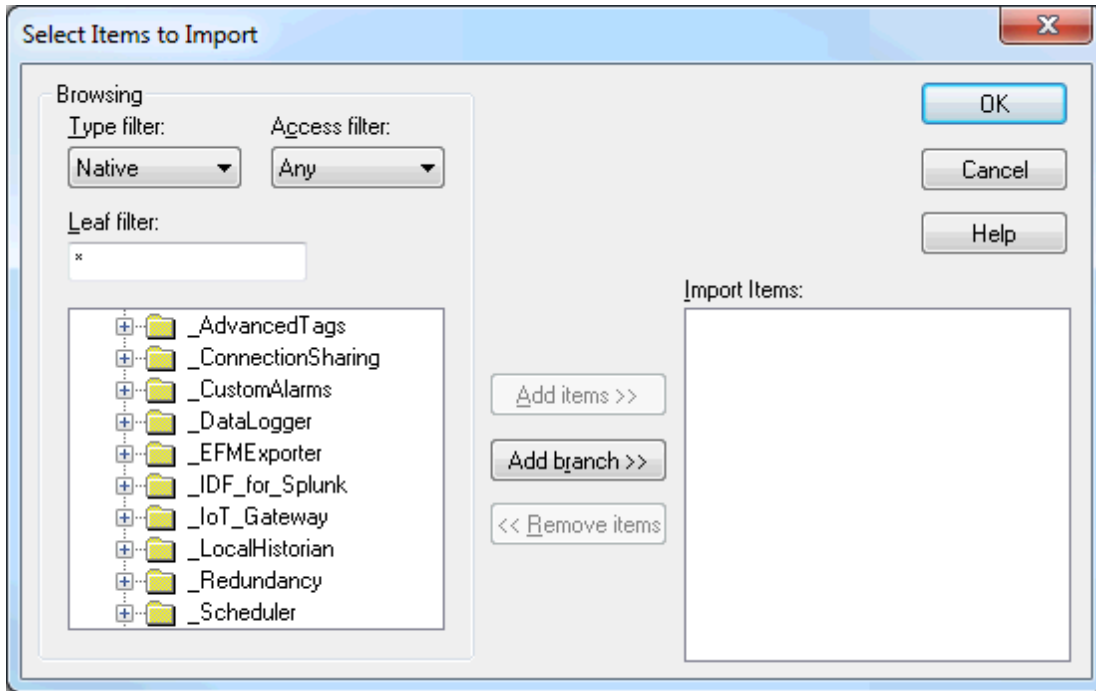 Select Items to Import
Browsing
Type filter:
Access filter:
Native
Any
Leaf filter:
*
_AdvancedTags
_ConnectionSharing
_CustomAlarms
_DataLogger
_EFMExporter
_IDF_for_Splunk
_IoT_Gateway
_LocalHistorian
_Redundancy
_Scheduler
Add items >>
Add branch >>
<< Remove items
OK
Cancel
Help
Import Items: